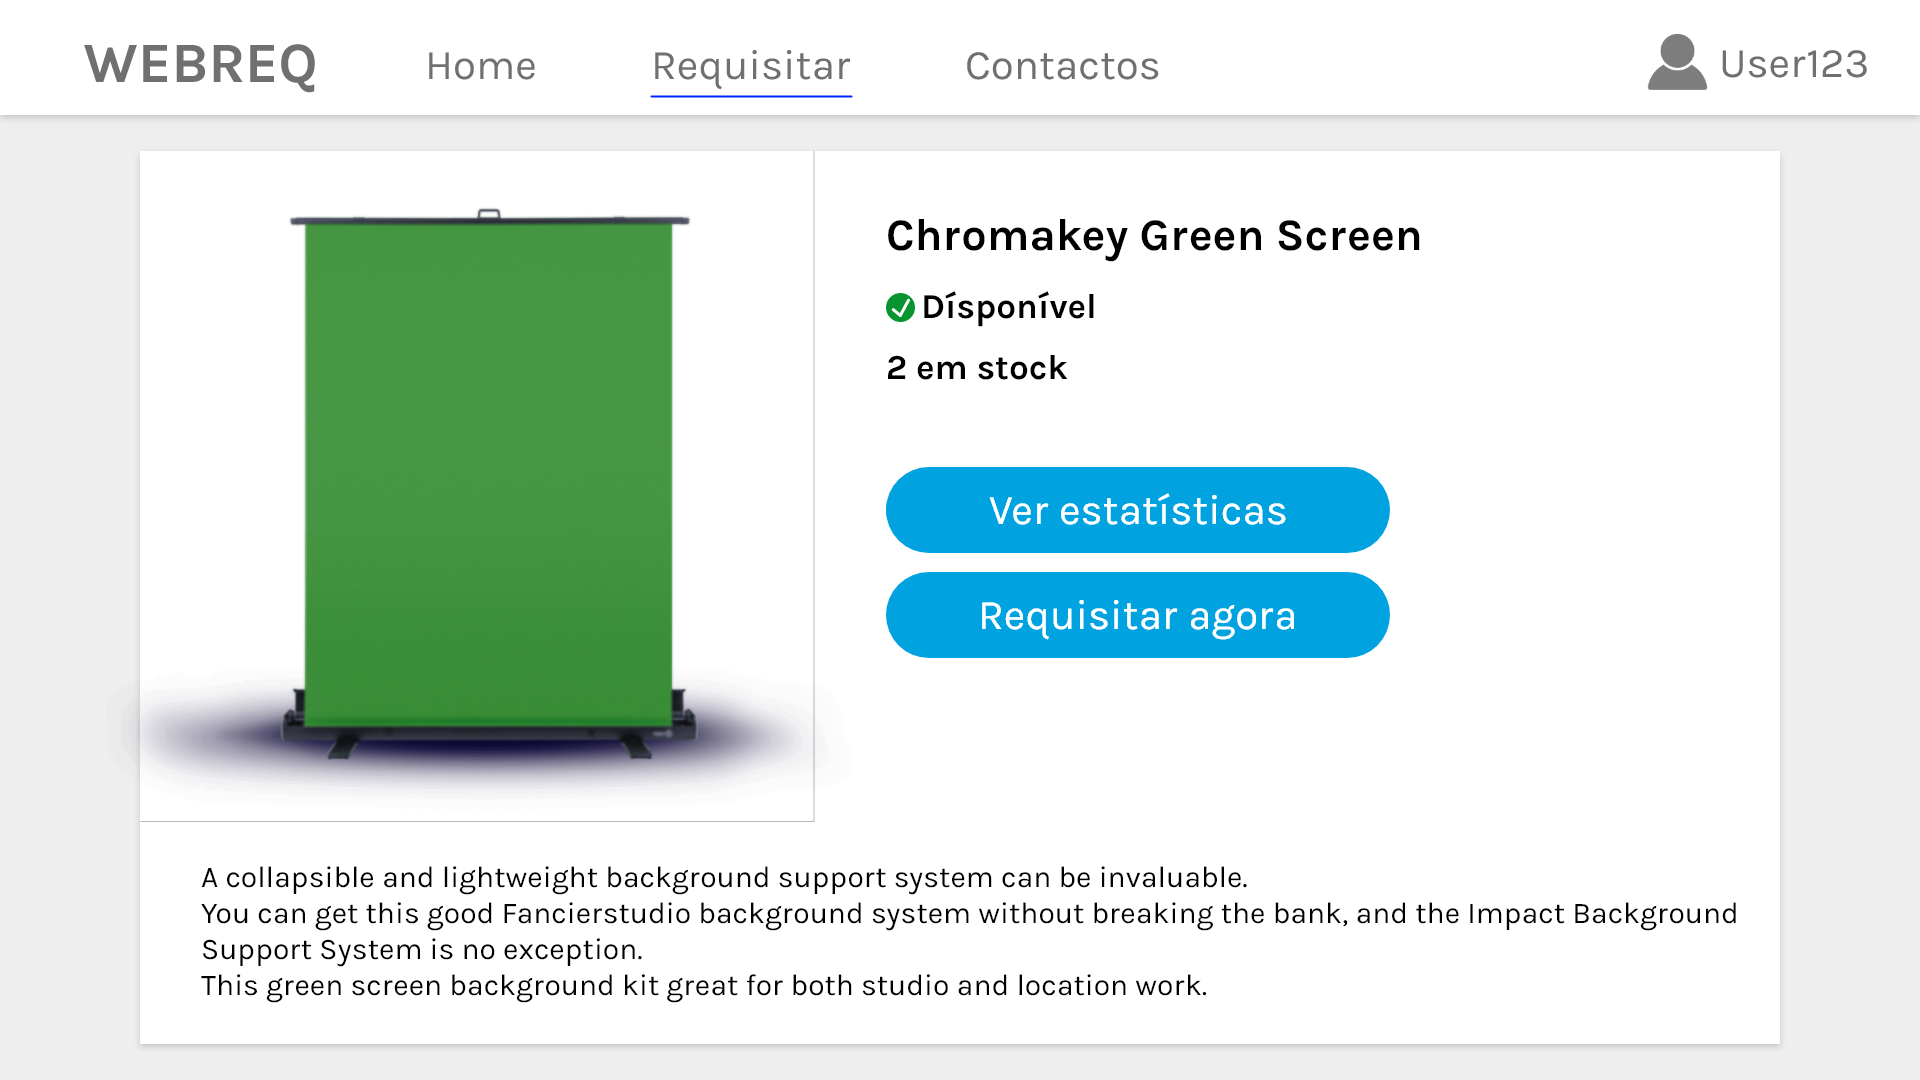 WEBREQ
Home
Requisitar
Contactos
User123
Chromakey Green Screen
Dísponível
2 em stock
Ver estatísticas
Requisitar agora
A collapsible and lightweight background support system can be invaluable.
You can get this good Fancierstudio background system without breaking the bank, and the Impact Background
Support System is no exception.
This green screen background kit great for both studio and location work.